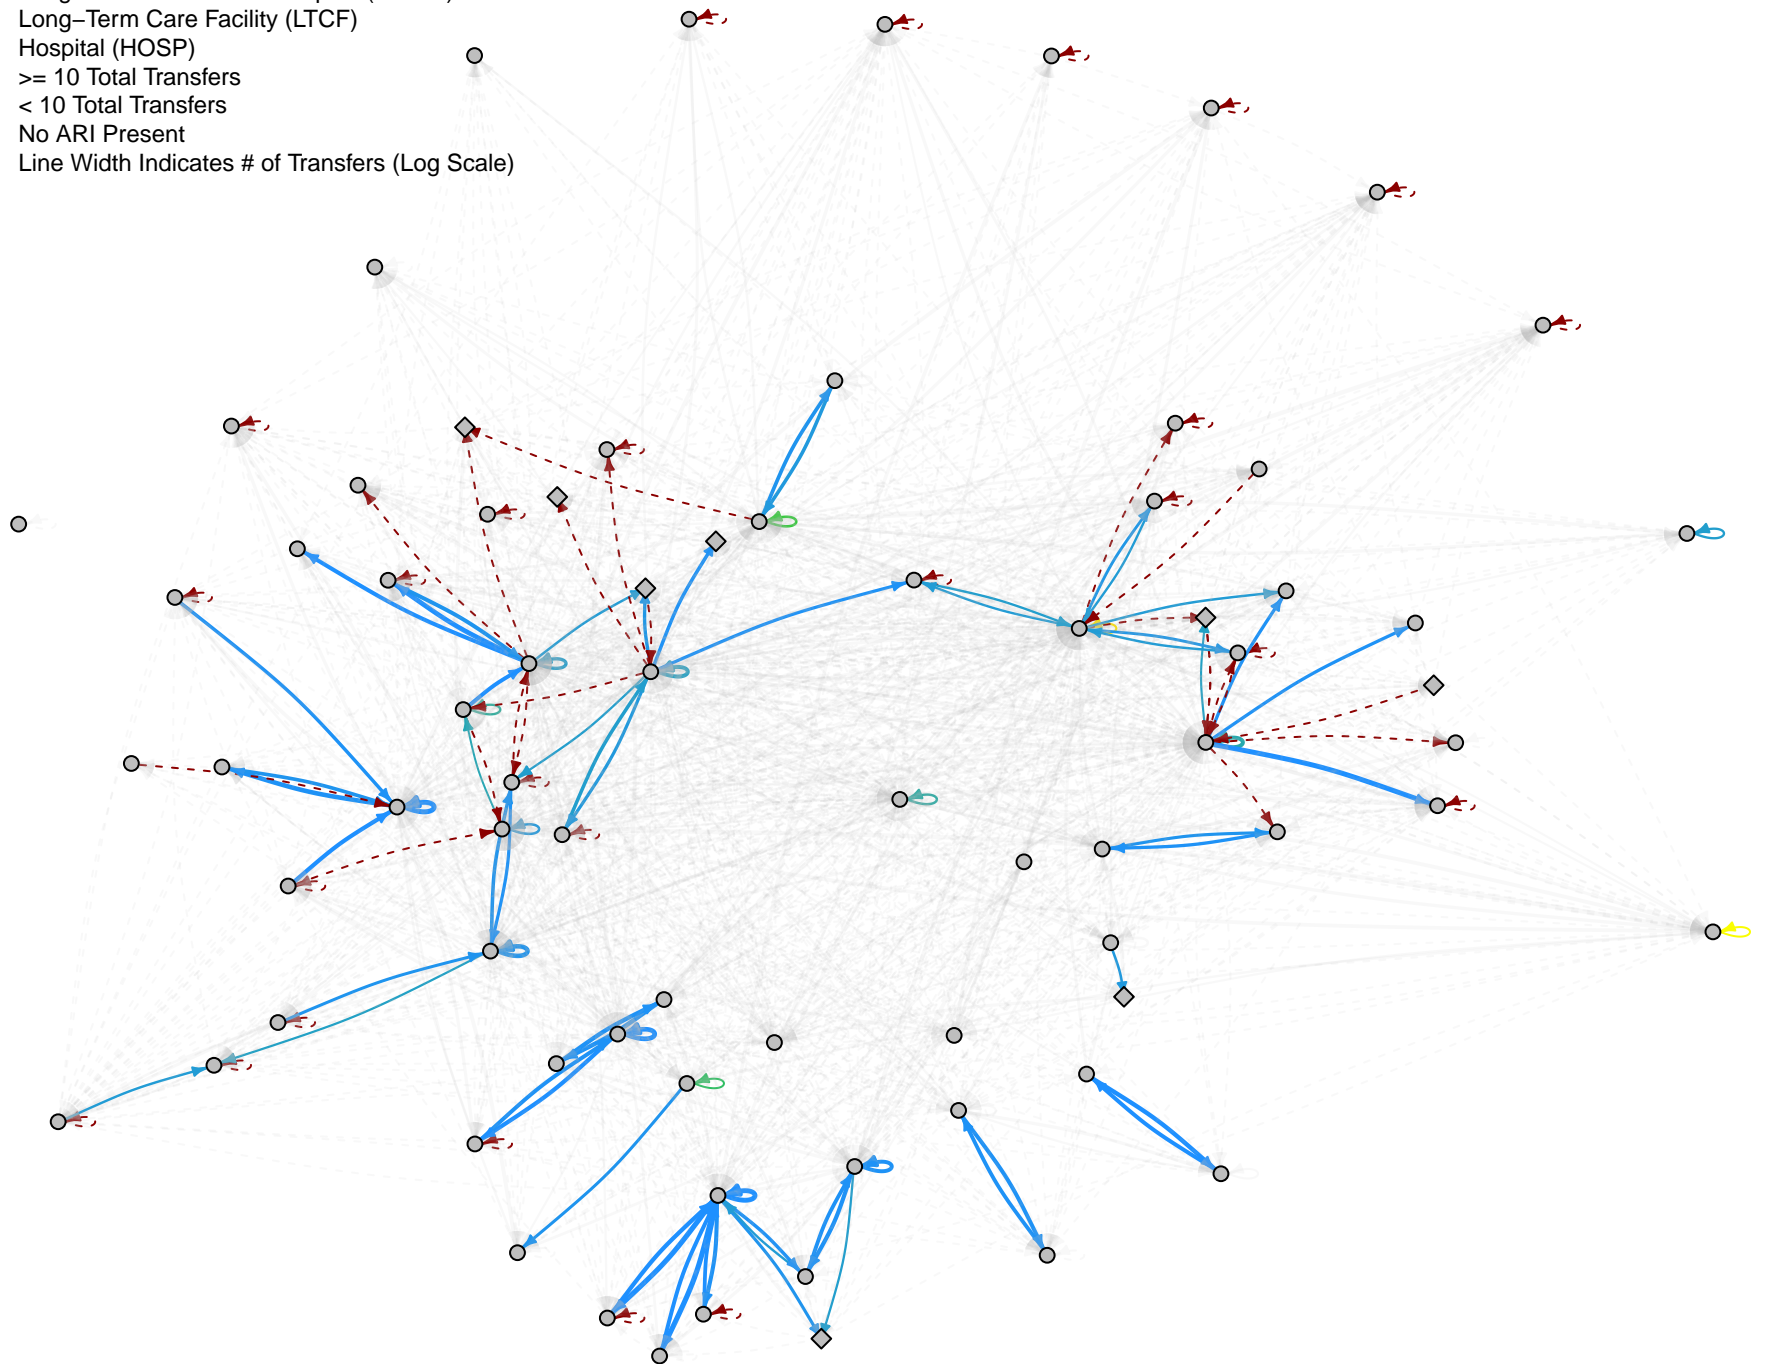 Long–Term Care Facility (LTCF)
Hospital (HOSP)
>= 10 Total Transfers
< 10 Total Transfers
No ARI Present
Line Width Indicates # of Transfers (Log Scale)